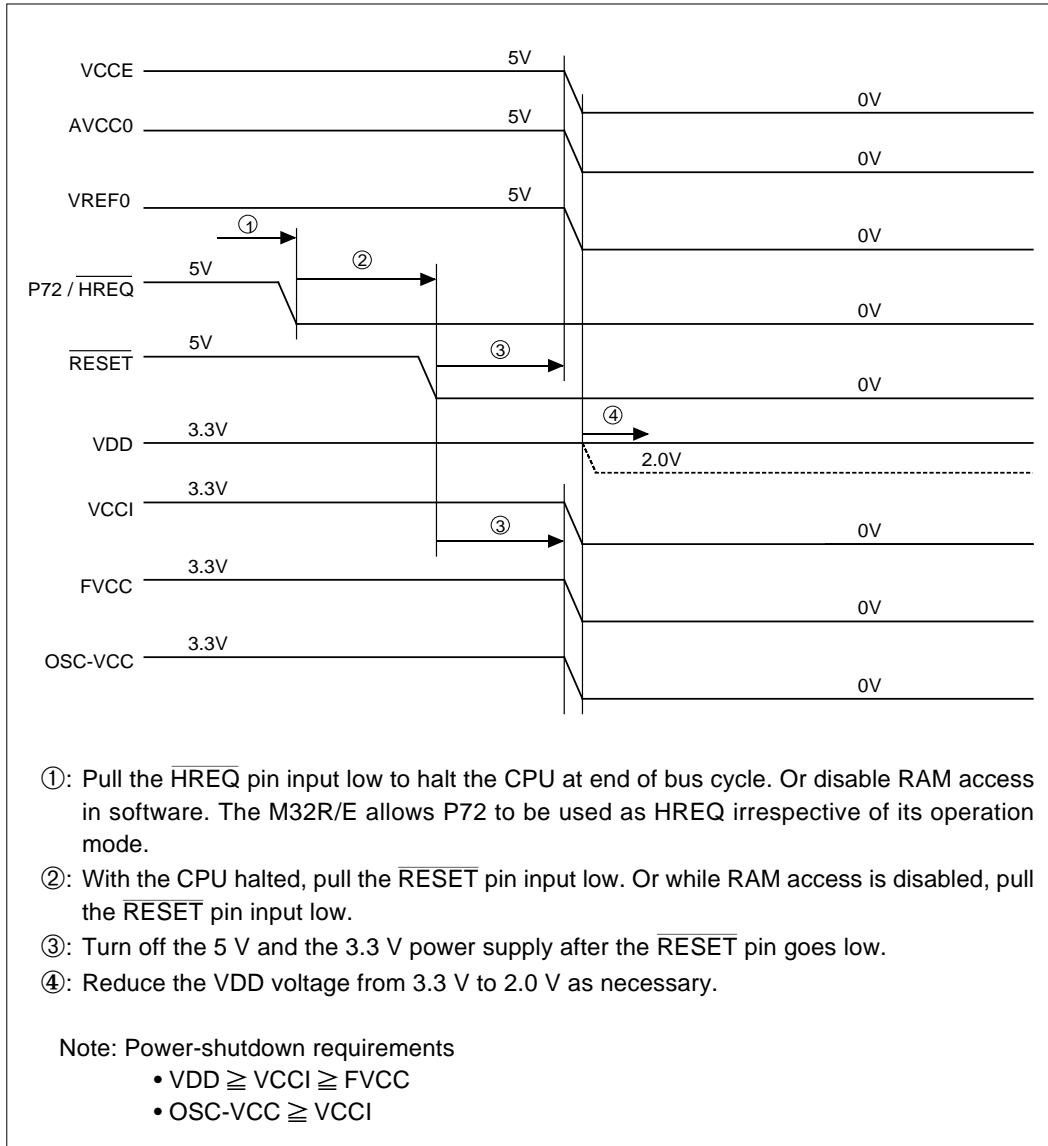 VCCE 5V 0V
AVCC0 5V 0V
VREF0 5V 0V
① ②
P72 / HREQ 5V 0V
RESET 5V ③ 0V
④
VDD 3.3V 2.0V
VCCI 3.3V ③ 0V
FVCC 3.3V 0V
OSC-VCC 3.3V 0V
①: Pull the HREQ pin input low to halt the CPU at end of bus cycle. Or disable RAM access
in software. The M32R/E allows P72 to be used as HREQ irrespective of its operation
mode.
②: With the CPU halted, pull the RESET pin input low. Or while RAM access is disabled, pull
the RESET pin input low.
③: Turn off the 5 V and the 3.3 V power supply after the RESET pin goes low.
④: Reduce the VDD voltage from 3.3 V to 2.0 V as necessary.
Note: Power-shutdown requirements
• VDD ≧ VCCI ≧ FVCC
• OSC-VCC ≧ VCCI